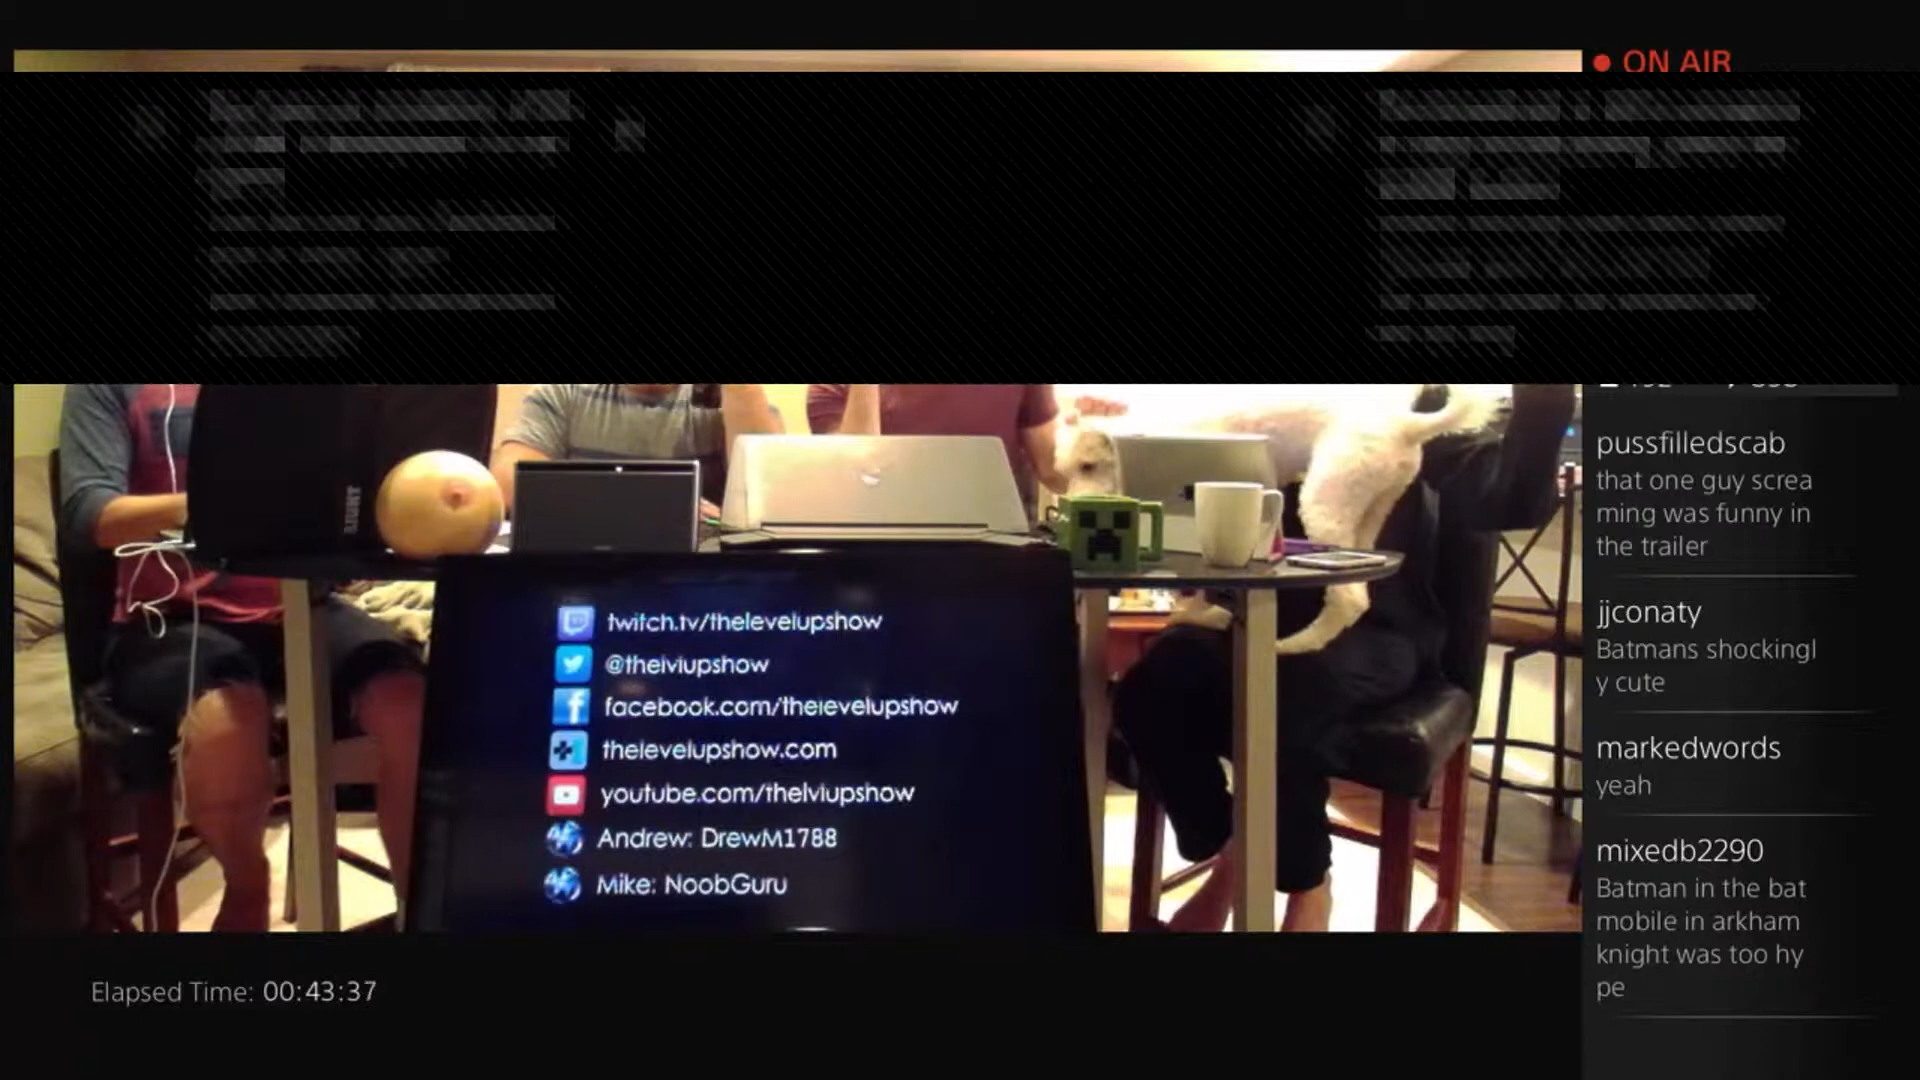 ON AIR
LIGHT
twitch.tv/thelevelupshow
@thelvlupshow
facebook.com/thelevelupshow
thelevelupshow.com
youtube.com/thelvlupshow
Andrew: DrewM1788
Mike: NoobGuru
Elapsed Time: 00:43:37
pussfilledscab
that one guy screa
ming was funny in
the trailer
jjconaty
Batmans shockingl
y cute
markedwords
yeah
mixedb2290
Batman in the bat
mobile in arkham
knight was too hy
pe